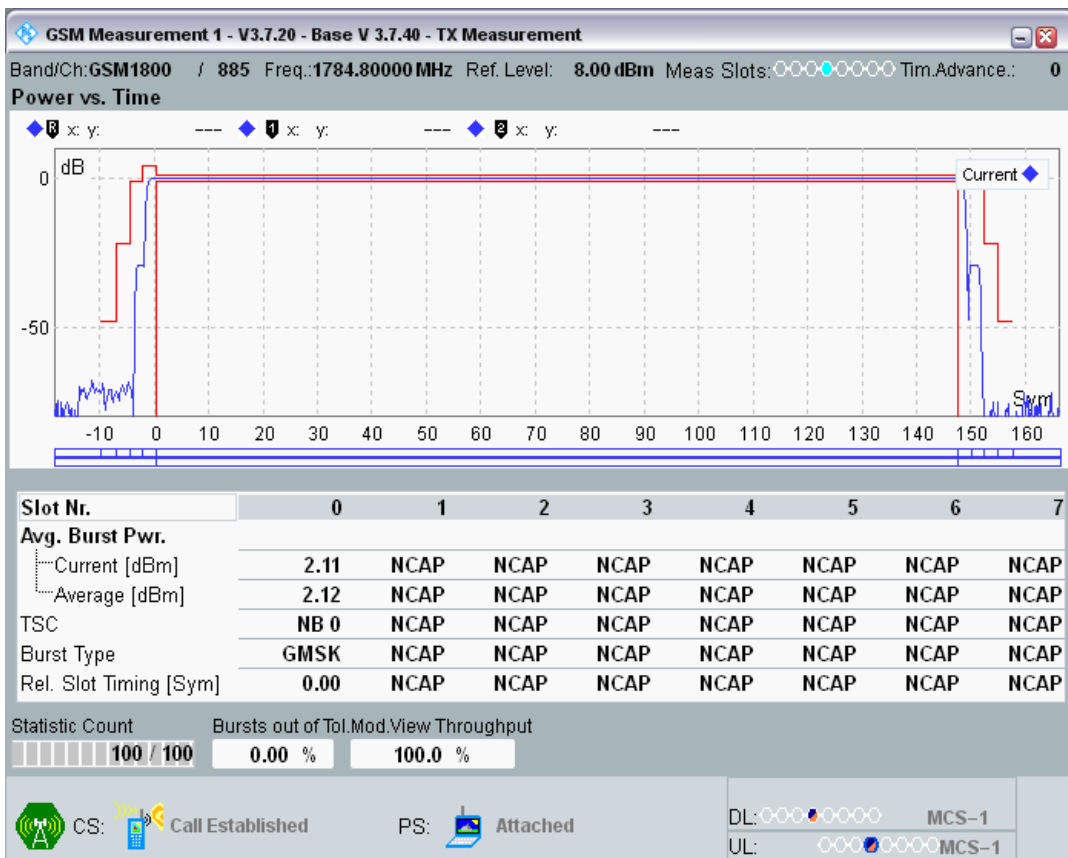 GSM Measurement 1 - V3.7.20 - Base V 3.7.40 - TX Measurement
Band/Ch:GSM1800 / 885 Freq.:1784.80000 MHz Ref. Level: 8.00 dBm Meas Slots: Tim.Advance.: 0
Power vs. Time
R x: y: --- 1 x: y: --- 2 x: y: ---
dB
Current
0
-50
Sym
-10 0 10 20 30 40 50 60 70 80 90 100 110 120 130 140 150 160
Slot Nr. 0 1 2 3 4 5 6 7
Avg. Burst Pwr.
Current [dBm] 2.11 NCAP NCAP NCAP NCAP NCAP NCAP NCAP
Average [dBm] 2.12 NCAP NCAP NCAP NCAP NCAP NCAP NCAP
TSC NB 0 NCAP NCAP NCAP NCAP NCAP NCAP NCAP
Burst Type GMSK NCAP NCAP NCAP NCAP NCAP NCAP NCAP
Rel. Slot Timing [Sym] 0.00 NCAP NCAP NCAP NCAP NCAP NCAP NCAP
Statistic Count Bursts out of Tol.Mod.View Throughput
100 / 100 0.00 % 100.0 %
CS: Call Established PS: Attached
DL: MCS-1
UL: MCS-1